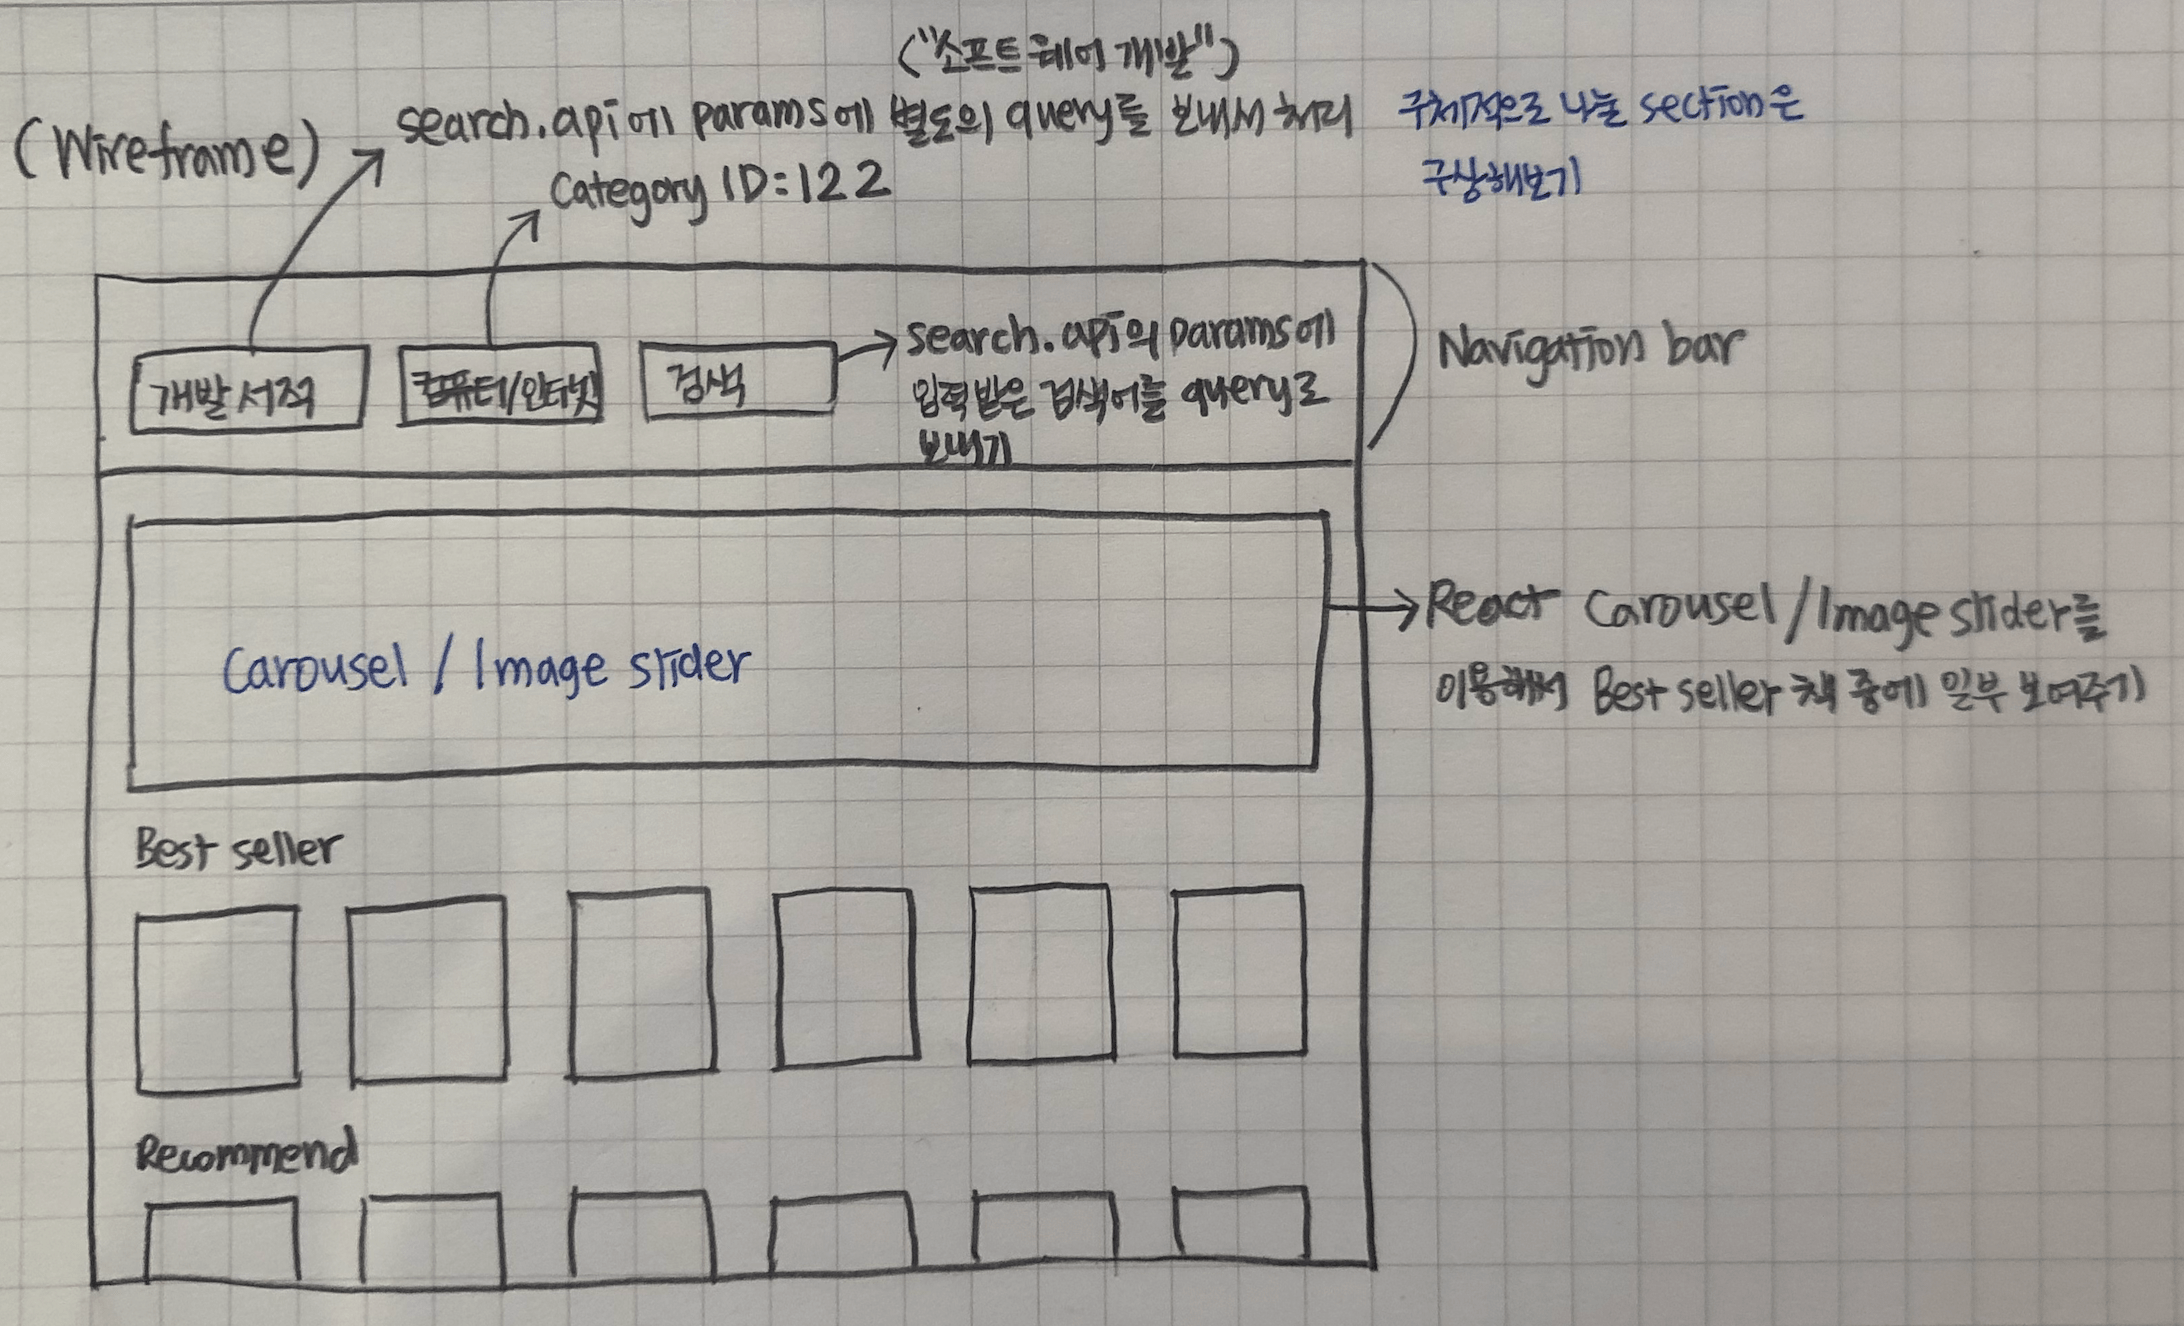 ("소프트웨어 개발")
(Wireframe)
search.api에 params에 별도의 query를 보내서 처리
Category ID:122
구체적으로 나눌 section은
구상해보기
개발서적
컴퓨터/인터넷
검색
search.api의 params에
입력받은 검색어를 query로
보내기
Navigation bar
Carousel / Image slider
React Carousel/Image slider를
이용해서 Best seller 책 중에 일부 보여주기
Best seller
Recommend